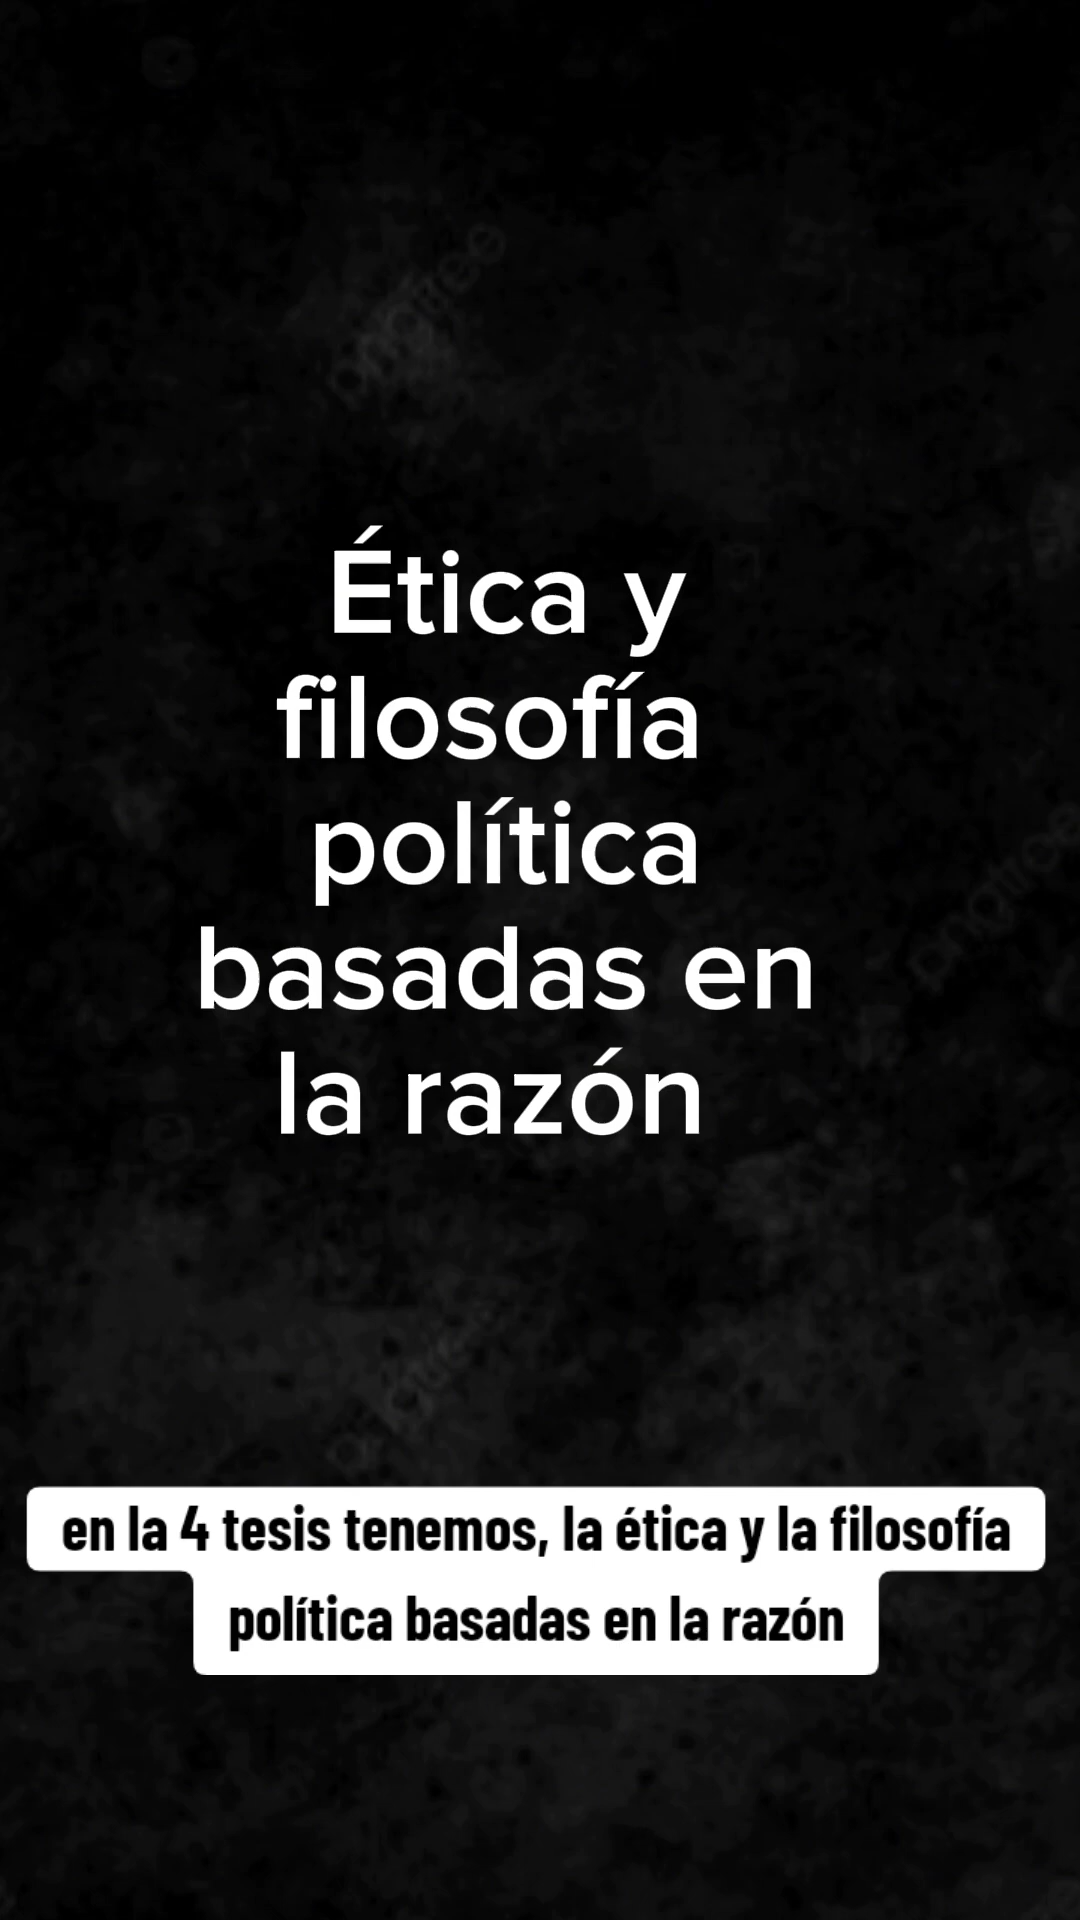 Ética y
filosofía
política
basadas en
la razón
en la 4 tesis tenemos, la ética y la filosofía
política basadas en la razón